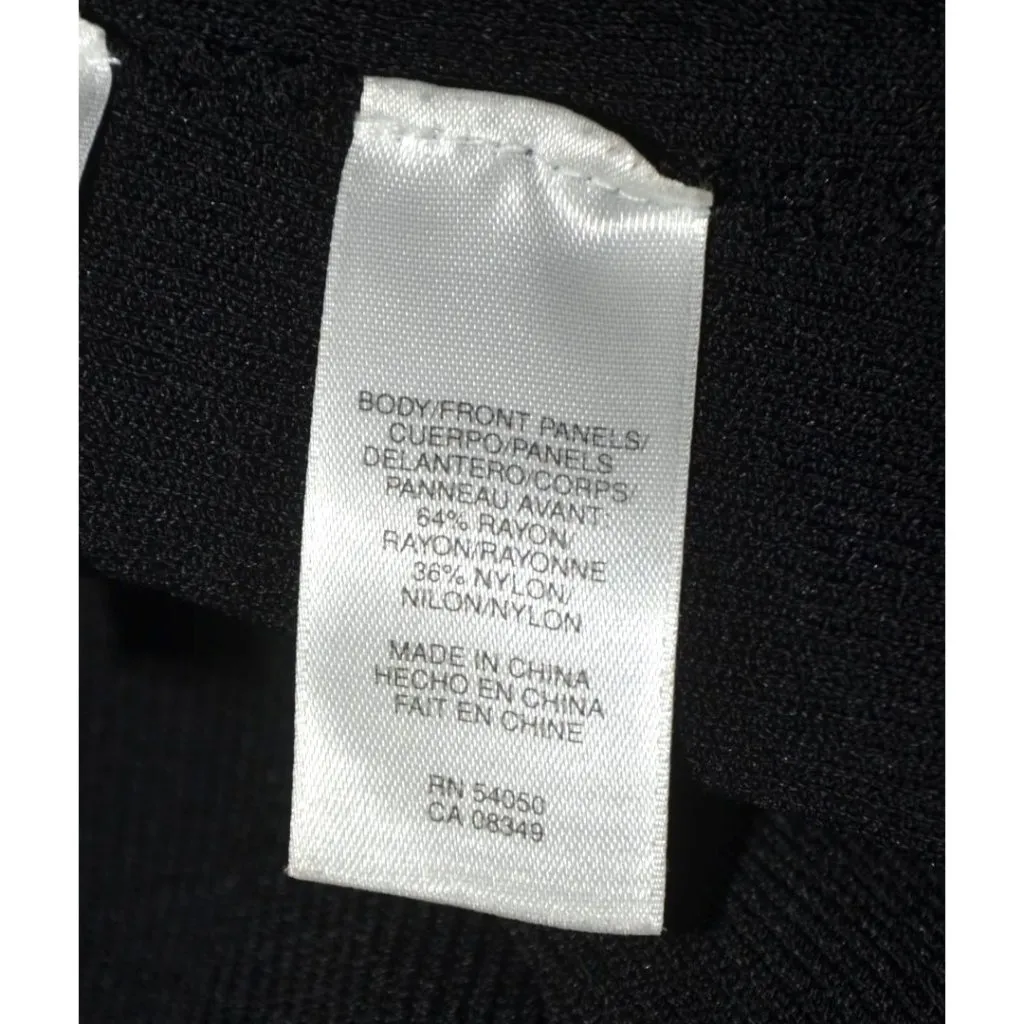 BODY/FRONT PANELS/
CUERPO/PANELS
DELANTERO/CORPS/
PANNEAU AVANT:
64% RAYON/
RAYON/RAYONNE
36% NYLON/
NILON/NYLON
MADE IN CHINA
HECHO EN CHINA
FAIT EN CHINE
RN 54050
CA 08349